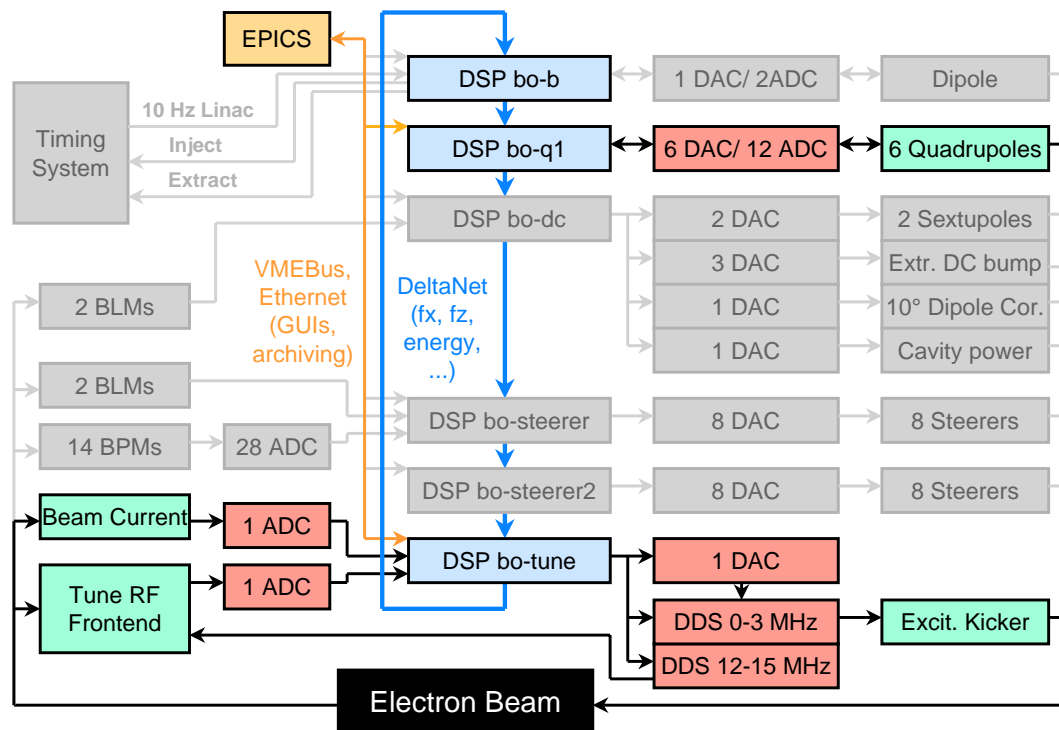 EPICS
DSP bo-b
1 DAC/ 2ADC
Dipole
10 Hz Linac
Timing
System
Inject
Extract
DSP bo-q1
6 DAC/ 12 ADC
6 Quadrupoles
DSP bo-dc
2 DAC
2 Sextupoles
3 DAC
Extr. DC bump
1 DAC
10° Dipole Cor.
1 DAC
Cavity power
VMEBus,
Ethernet
(GUIs,
archiving)
DeltaNet
(fx, fz,
energy,
...)
2 BLMs
2 BLMs
14 BPMs
28 ADC
DSP bo-steerer
8 DAC
8 Steerers
DSP bo-steerer2
8 DAC
8 Steerers
Beam Current
1 ADC
DSP bo-tune
1 DAC
Tune RF
Frontend
1 ADC
DDS 0-3 MHz
Excit. Kicker
DDS 12-15 MHz
Electron Beam